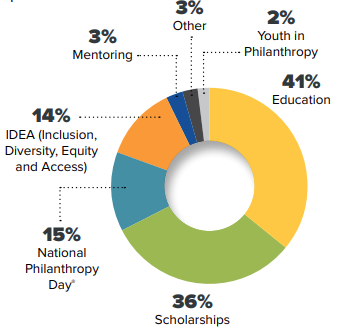 3%
Other
2%
Youth in
Philanthropy
3%
Mentoring
41%
Education
14%
IDEA (Inclusion,
Diversity, Equity
and Access)
15%
National
Philanthropy
Day
36%
Scholarships